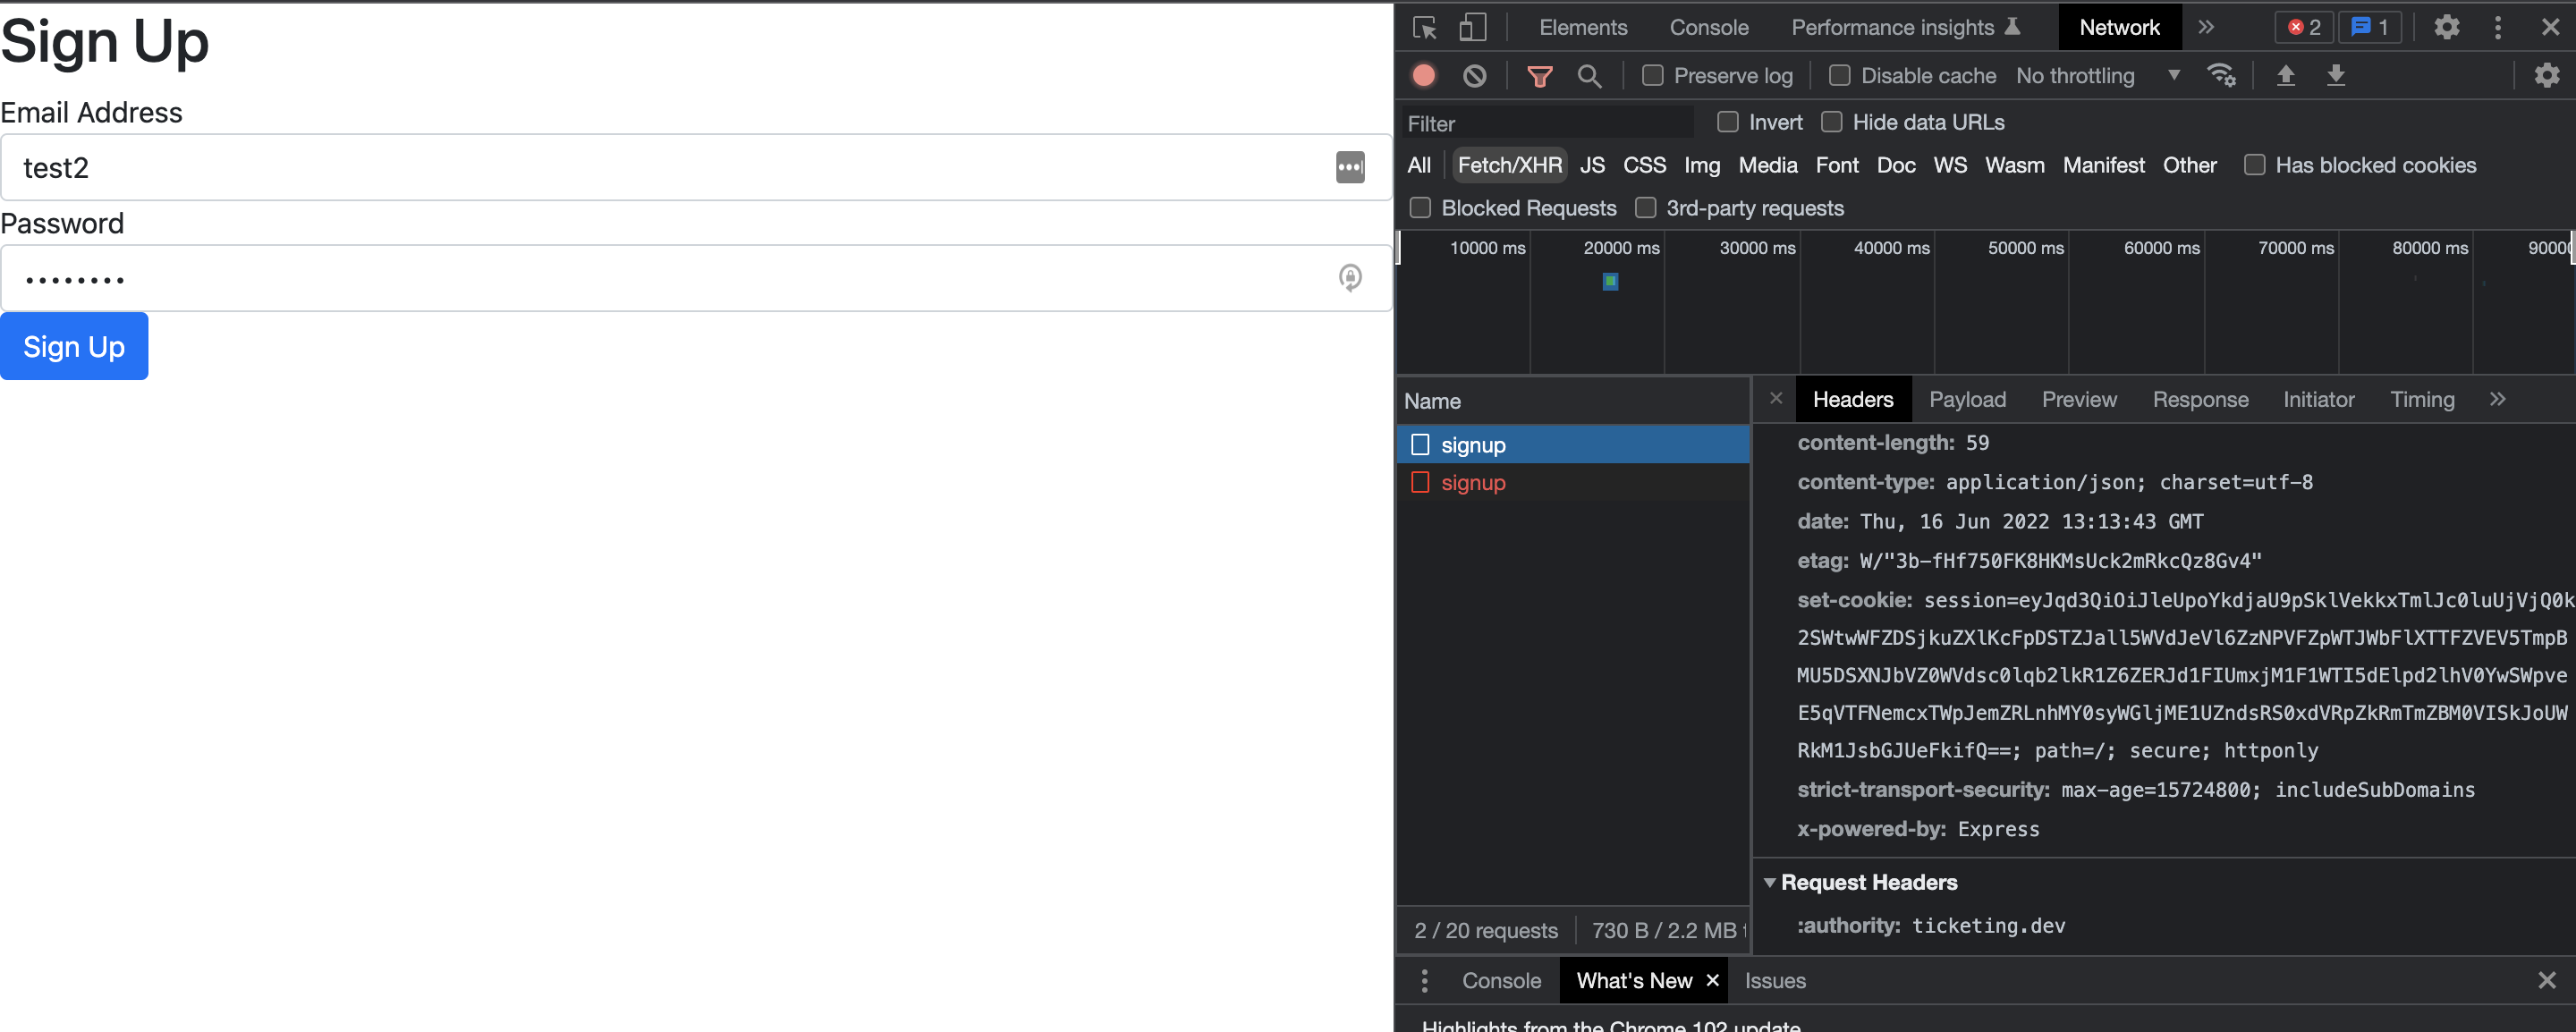 Sign Up
Email Address
test2
Password
Sign Up
Elements Console Performance insights Network 2 1
Preserve log Disable cache No throttling
Filter Invert Hide data URLs
All Fetch/XHR JS CSS Img Media Font Doc WS Wasm Manifest Other Has blocked cookies
Blocked Requests 3rd-party requests
10000 ms 20000 ms 30000 ms 40000 ms 50000 ms 60000 ms 70000 ms 80000 ms 9000
Name
signup
signup
Headers Payload Preview Response Initiator Timing
content-length: 59
content-type: application/json; charset=utf-8
date: Thu, 16 Jun 2022 13:13:43 GMT
etag: W/"3b-fHf750FK8HKMsUck2mRkcQz8Gv4"
set-cookie: session=eyJqd3QiOiJleUpoYkdjaU9pSklVekkxTmlJc0luUjVjQ0k
2SWtwWFZDSjkuZXlKcFpDSTZJall5WVdJeVl6ZzNPVFZpWTJWbFlXTTFZVEV5TmpB
MU5DSXNJbVZ0WVdsc0lqb2lkR1Z6ZERJd1FIUmxjM1F1WTI5dElpd2lhV0YwSWpve
E5qVTFNemcxTWpJemZRLnhMY0syWGljME1UZndsRS0xdVRpZkRmTmZBM0VISkJoUW
RkM1JsbGJUeFkifQ==; path=/; secure; httponly
strict-transport-security: max-age=15724800; includeSubDomains
x-powered-by: Express
Request Headers
:authority: ticketing.dev
2 / 20 requests 730 B / 2.2 MB
Console What's New Issues
Highlights from the Chrome 102 update